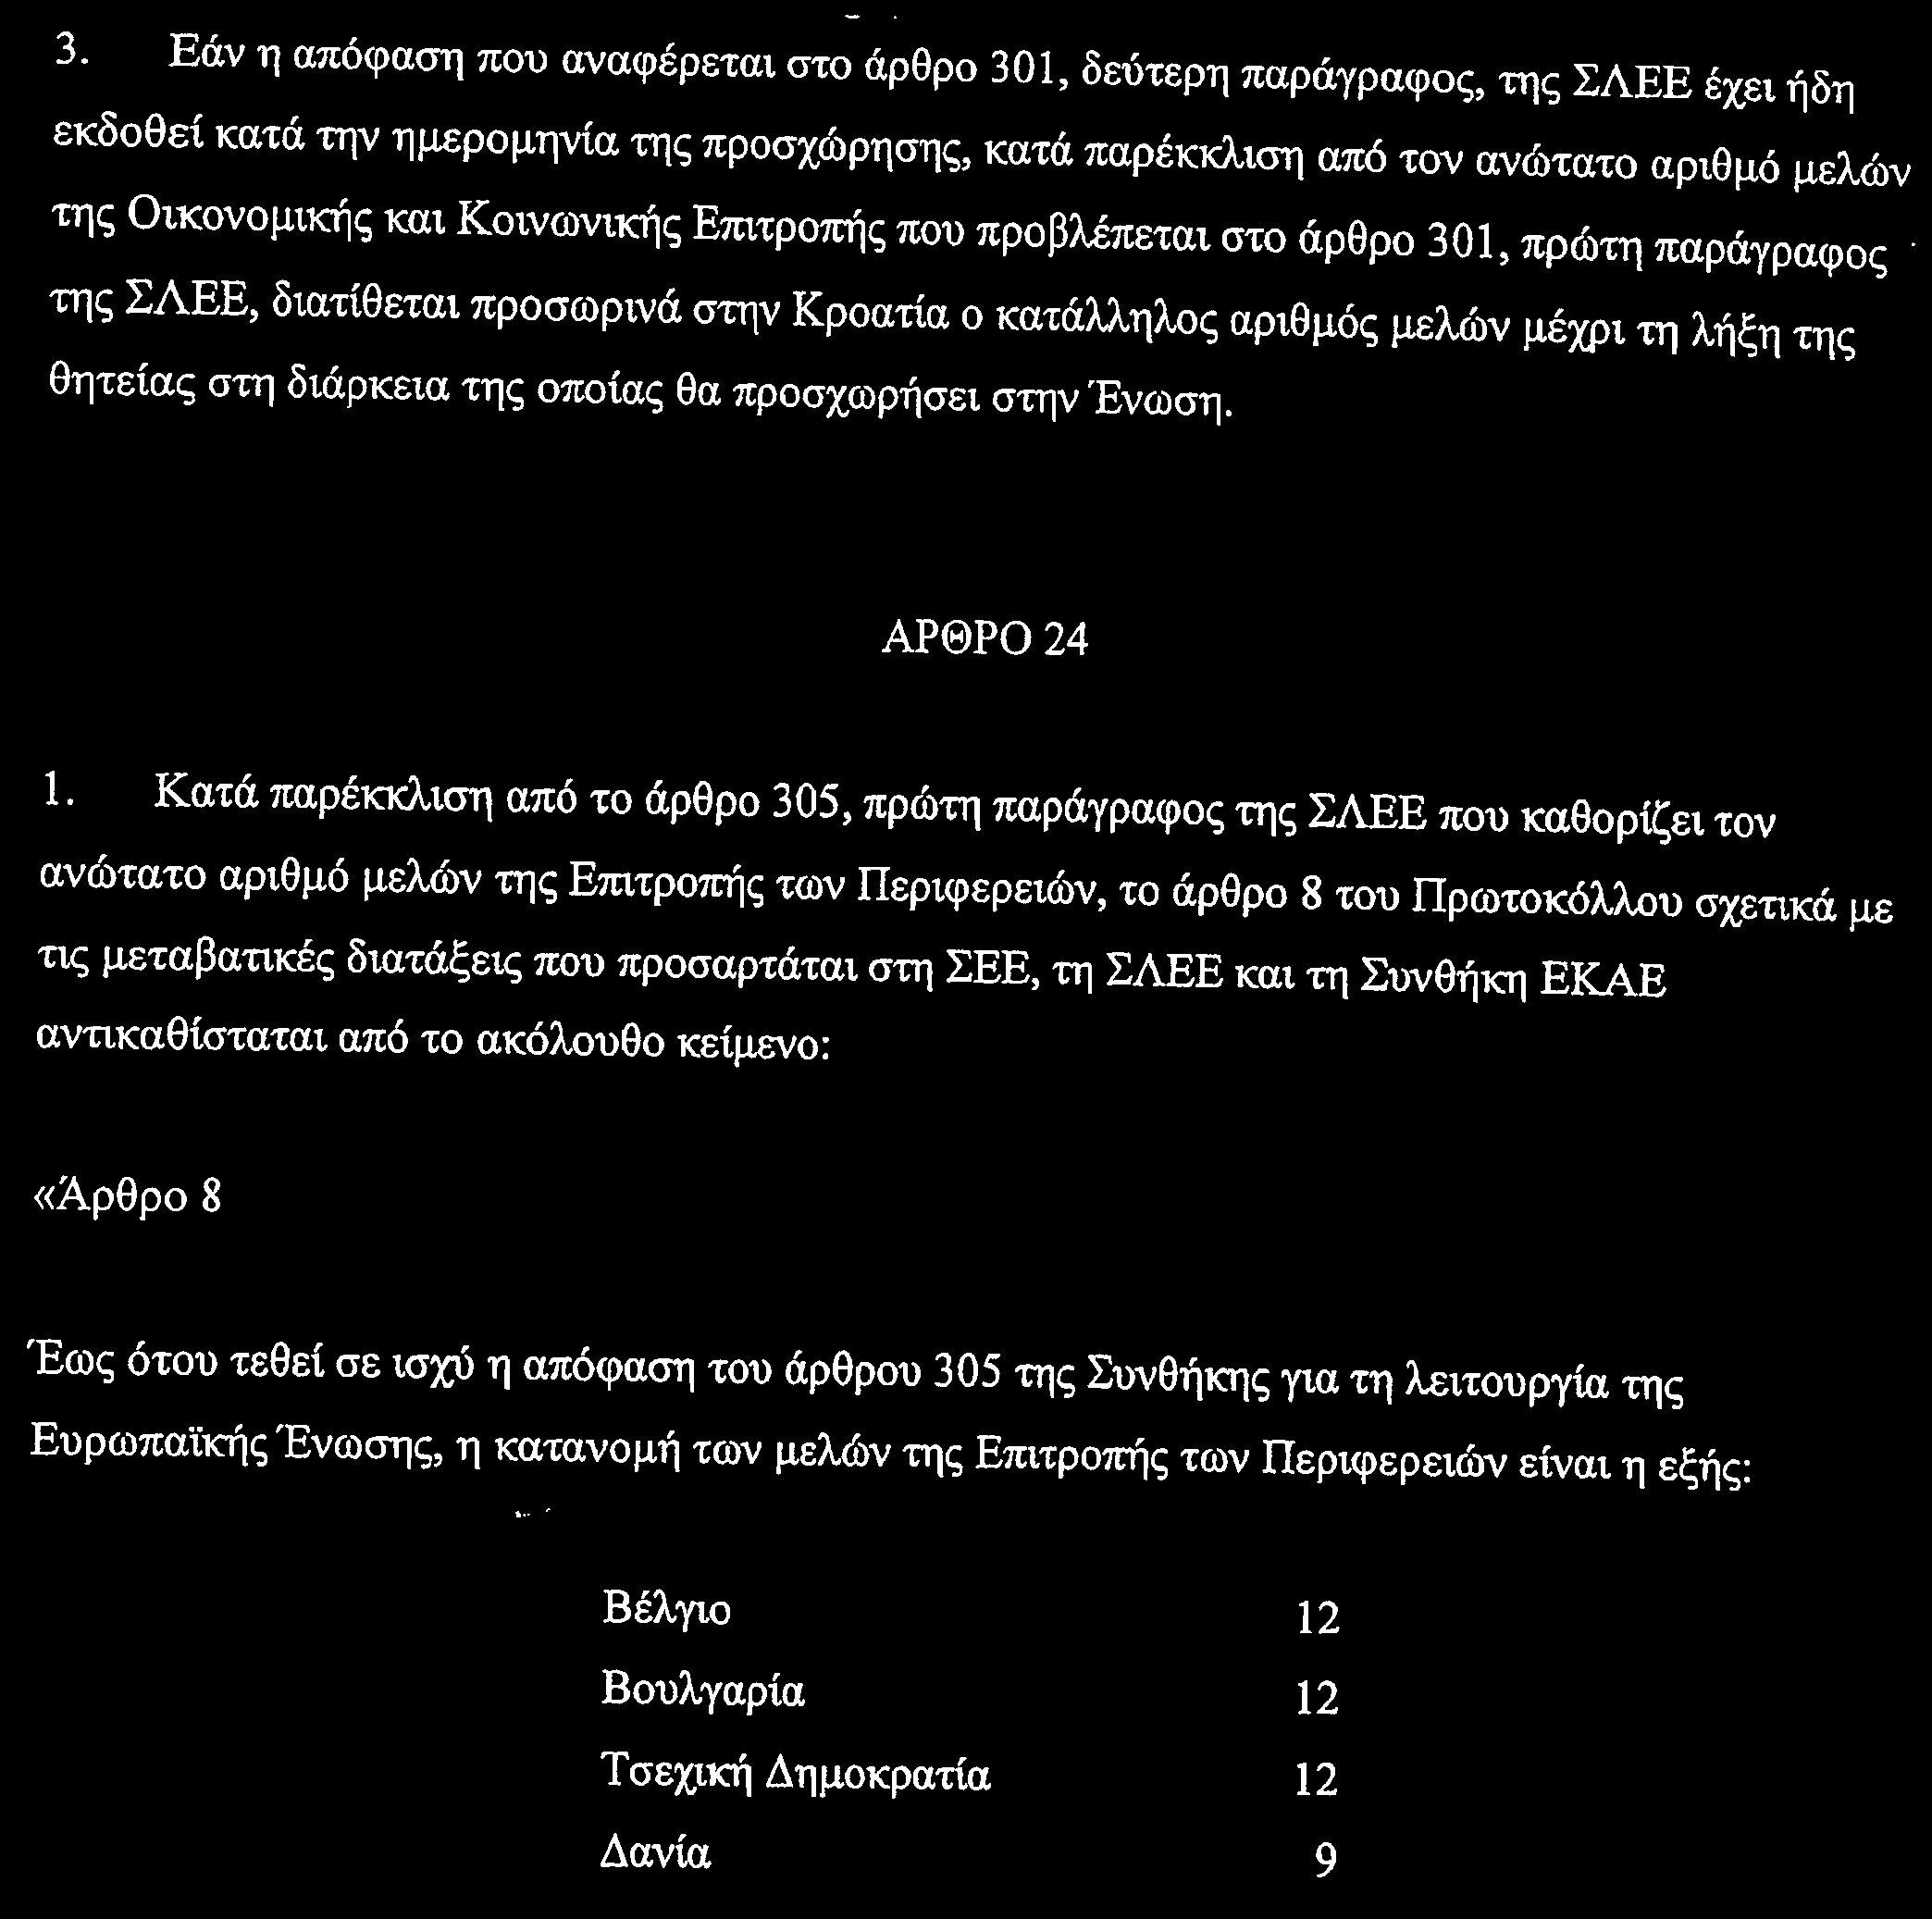 3. Εάν η απόφαση που αναφέρεται στο άρθρο 301, δεύτερη παράγραφος, της ΣΛΕΕ έχει ήδη
εκδοθεί κατά την ημερομηνία της προσχώρησης, κατά παρέκκλιση από τον ανώτατο αριθμό μελών
της Οικονομικής και Κοινωνικής Επιτροπής που προβλέπεται στο άρθρο 301, πρώτη παράγραφος
της ΣΛΕΕ, διατίθεται προσωρινά στην Κροατία ο κατάλληλος αριθμός μελών μέχρι τη λήξη της
θητείας στη διάρκεια της οποίας θα προσχωρήσει στην Ένωση.
ΑΡΘΡΟ 24
1. Κατά παρέκκλιση από το άρθρο 305, πρώτη παράγραφος της ΣΛΕΕ που καθορίζει τον
ανώτατο αριθμό μελών της Επιτροπής των Περιφερειών, το άρθρο 8 του Πρωτοκόλλου σχετικά με
τις μεταβατικές διατάξεις που προσαρτάται στη ΣΕΕ, τη ΣΛΕΕ και τη Συνθήκη ΕΚΑΕ
αντικαθίσταται από το ακόλουθο κείμενο:
«Άρθρο 8
Έως ότου τεθεί σε ισχύ η απόφαση του άρθρου 305 της Συνθήκης για τη λειτουργία της
Ευρωπαϊκής Ένωσης, η κατανομή των μελών της Επιτροπής των Περιφερειών είναι η εξής:
Βέλγιο 12
Βουλγαρία 12
Τσεχική Δημοκρατία 12
Δανία 9